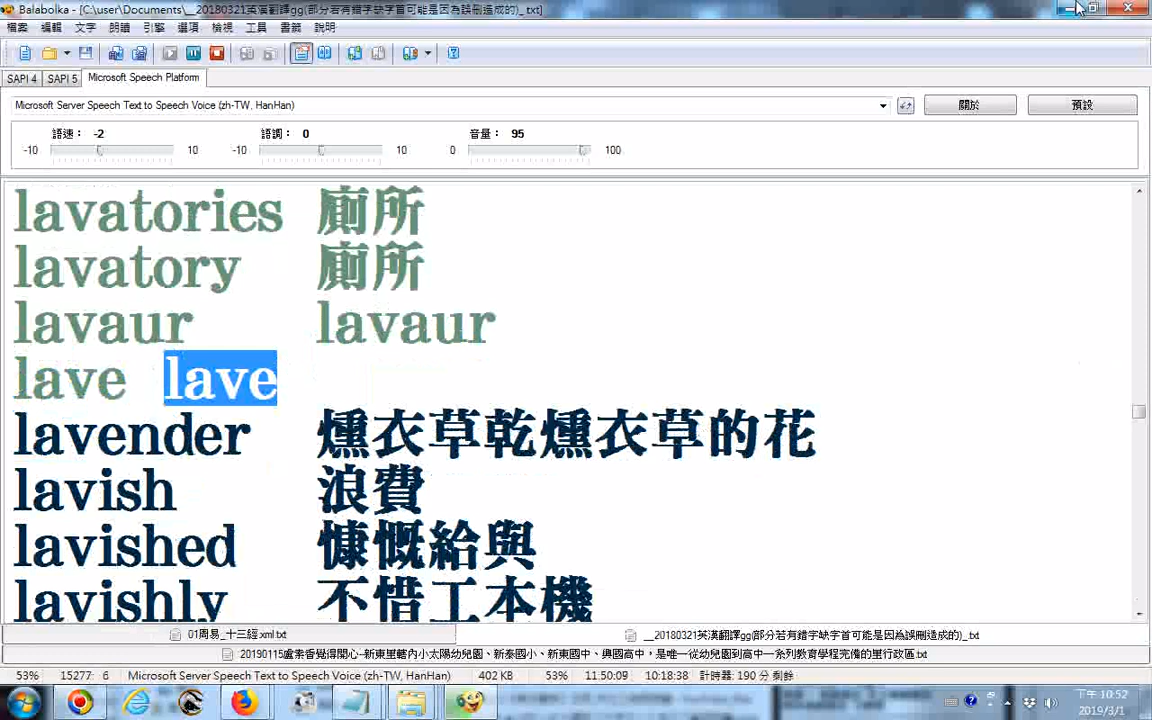 Balabolka - [C:\user\Documents\__20180321英漢翻譯gg(部分若有錯字缺字首可能是因為誤刪造成的)_.txt]
檔案 編輯 文字 朗讀 引擎 選項 檢視 工具 書籤 說明
SAPI 4 SAPI 5 Microsoft Speech Platform
Microsoft Server Speech Text to Speech Voice (zh-TW, HanHan) 關於 預設
語速： -2 語調： 0 音量： 95
-10 10 -10 10 0 100
lavatories 廁所
lavatory 廁所
lavaur lavaur
lave lave
lavender 燻衣草乾燻衣草的花
lavish 浪費
lavished 慷慨給與
lavishly 不惜工本機
01周易_十三經.xml.txt __20180321英漢翻譯gg(部分若有錯字缺字首可能是因為誤刪造成的)_.txt
20190115盧素香覺得開心-新東里轄內小太陽幼兒園、新泰國小、新東國中、興國高中，是唯一從幼兒園到高中一系列教育學程完備的里行政區.txt
53% 15277: 6 Microsoft Server Speech Text to Speech Voice (zh-TW, HanHan) 402 KB 53% 11:50:09 10:18:38 計時器: 190 分 剩餘
下午 10:52
2019/3/1